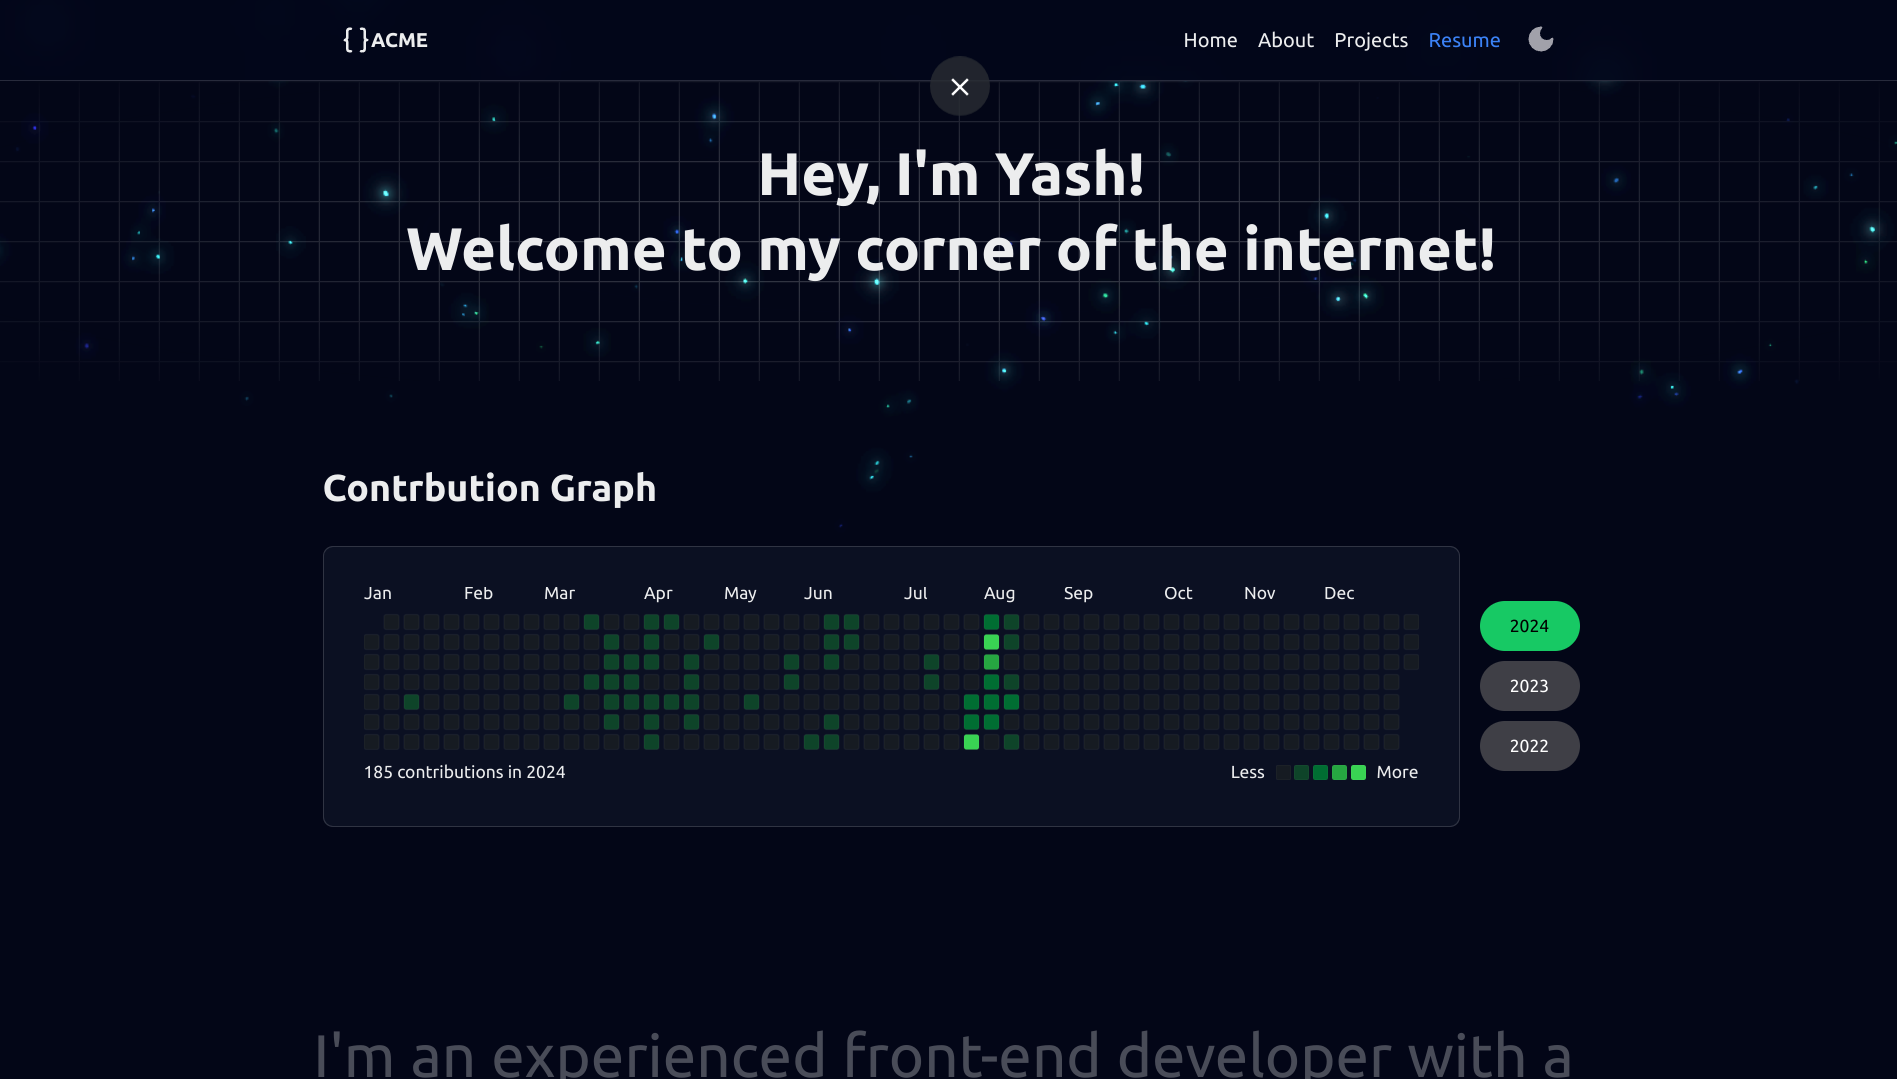 { }ACME
Home About Projects Resume
Hey, I'm Yash!
Welcome to my corner of the internet!
Contrbution Graph
Jan Feb Mar Apr May Jun Jul Aug Sep Oct Nov Dec
2024
2023
2022
185 contributions in 2024
Less More
I'm an experienced front-end developer with a